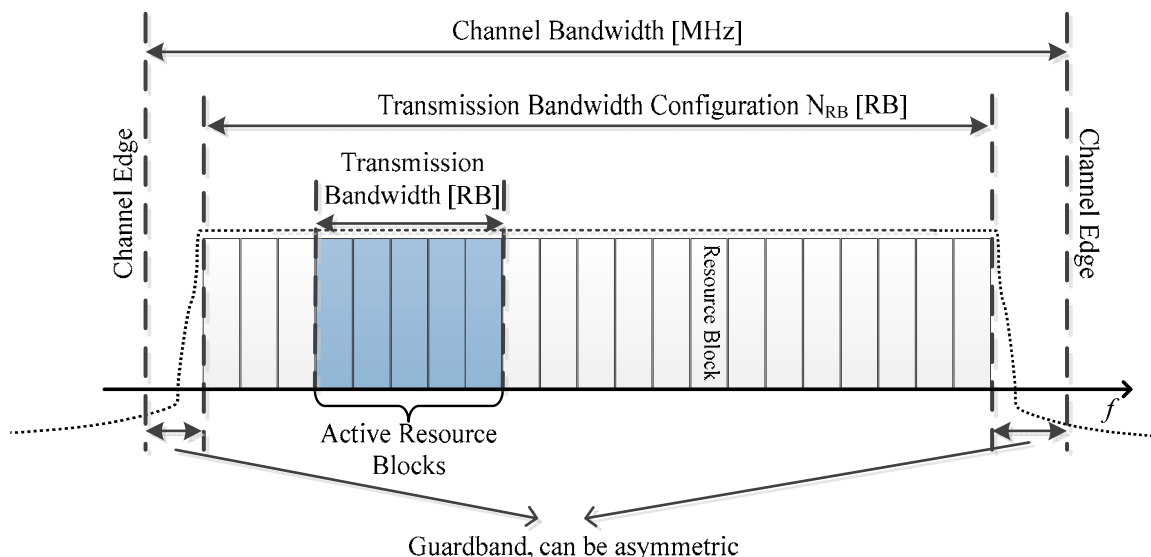 Channel Bandwidth [MHz]
Transmission Bandwidth Configuration NRB [RB]
Channel Edge
Transmission
Bandwidth [RB]
Channel Edge
Resource Block
f
Active Resource
Blocks
Guardband, can be asymmetric